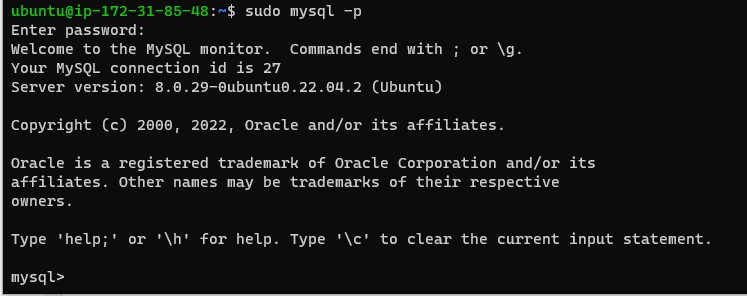 ubuntu@ip-172-31-85-48:~$ sudo mysql -p
Enter password:
Welcome to the MySQL monitor.  Commands end with ; or \g.
Your MySQL connection id is 27
Server version: 8.0.29-0ubuntu0.22.04.2 (Ubuntu)
Copyright (c) 2000, 2022, Oracle and/or its affiliates.
Oracle is a registered trademark of Oracle Corporation and/or its
affiliates. Other names may be trademarks of their respective
owners.
Type 'help;' or '\h' for help. Type '\c' to clear the current input statement.
mysql>